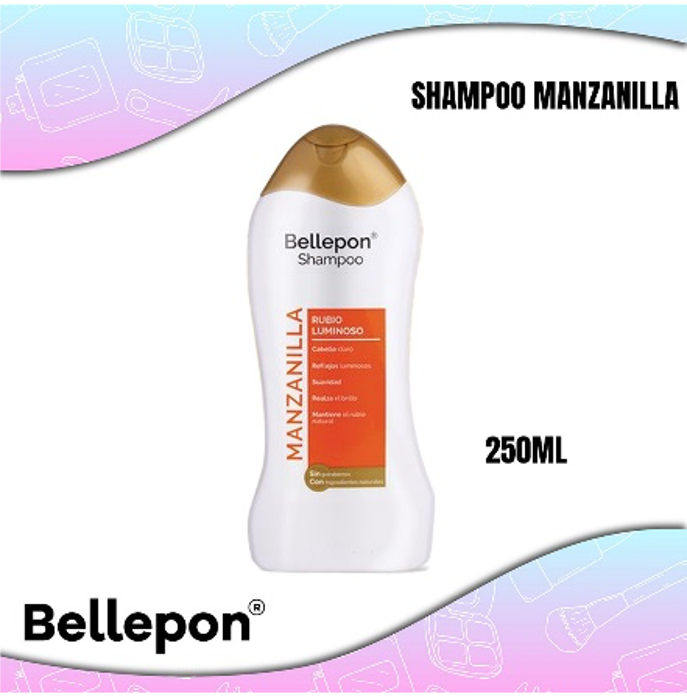 SHAMPOO MANZANILLA
Bellepon®
Shampoo
MANZANILLA
RUBIO
LUMINOSO
Cabello claro
Reflejos luminosos
Suavidad
Realza el brillo
Mantiene el rubio
natural
Sin parabenos
Con ingredientes naturales
250ML
Bellepon®